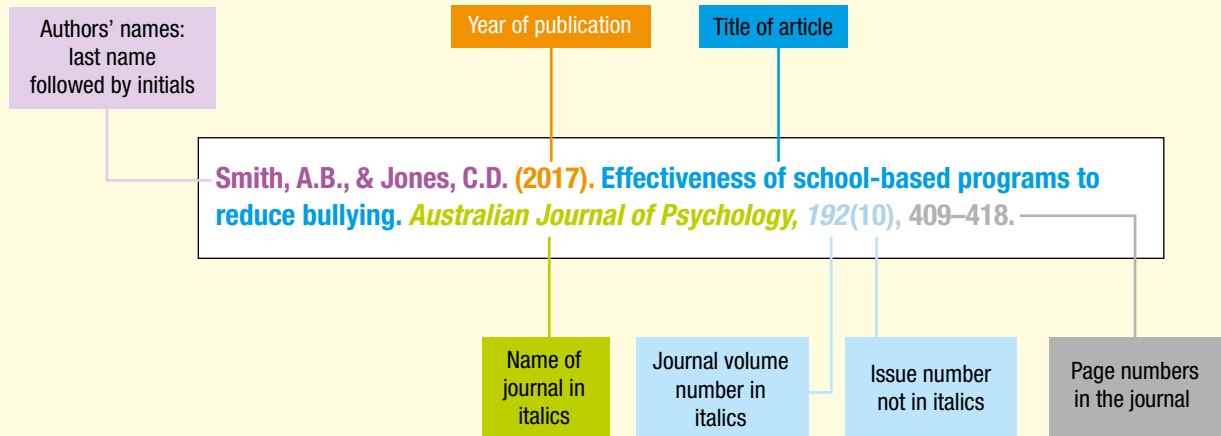 Authors’ names:
last name
followed by initials
Year of publication
Title of article
Smith, A.B., & Jones, C.D. (2017). Effectiveness of school-based programs to
reduce bullying. Australian Journal of Psychology, 192(10), 409–418.
Name of
journal in
italics
Journal volume
number in
italics
Issue number
not in italics
Page numbers
in the journal